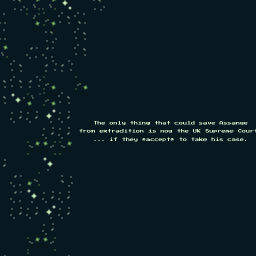 The only thing that could save Assange
from extradition is now the UK Supreme Court
... if they *accept* to take his case.